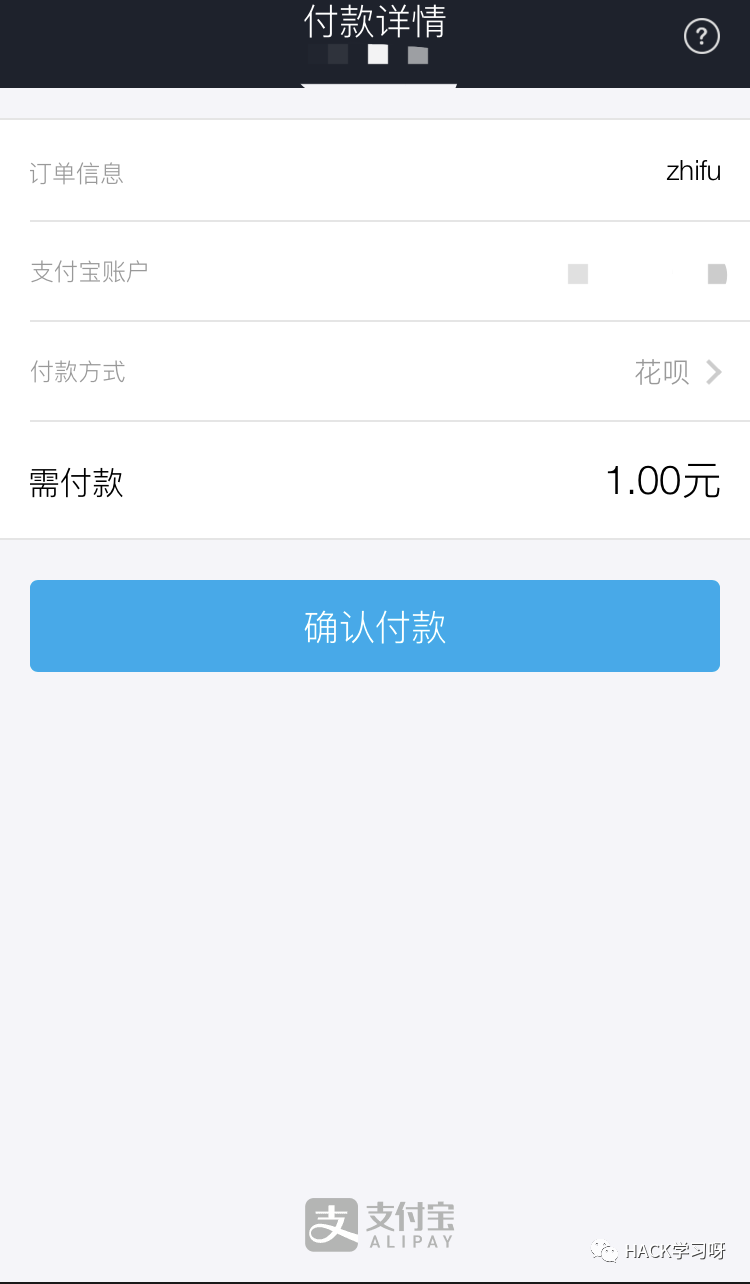 付款详情
?
订单信息 zhifu
支付宝账户
付款方式 花呗
需付款 1.00元
确认付款
支 支付宝
ALIPAY
HACK学习呀